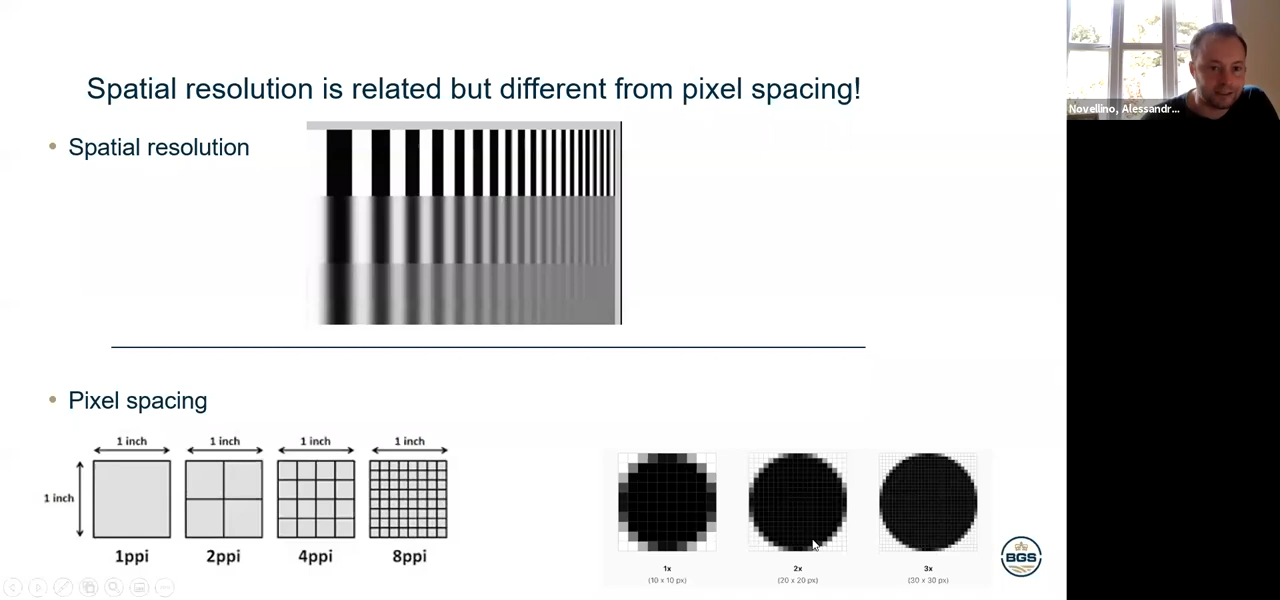 Spatial resolution is related but different from pixel spacing!
Novellino, Alessandr...
• Spatial resolution
• Pixel spacing
1 inch 1 inch 1 inch 1 inch
1 inch
1ppi 2ppi 4ppi 8ppi
1x 2x 3x
(10 x 10 px) (20 x 20 px) (30 x 30 px)
BGS